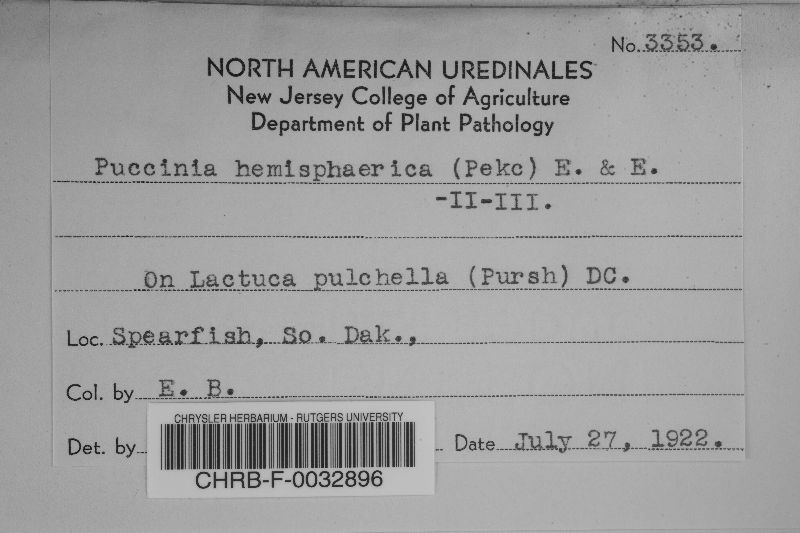 No. 3353.
NORTH AMERICAN UREDINALES
New Jersey College of Agriculture
Department of Plant Pathology
Puccinia hemisphaerica (Pekc) E. & E.
-II-III.
On Lactuca pulchella (Pursh) DC.
Loc. Spearfish, So. Dak.,
Col. by E. B.
CHRYSLER HERBARIUM - RUTGERS UNIVERSITY
Det. by Date July 27, 1922.
CHRB-F-0032896